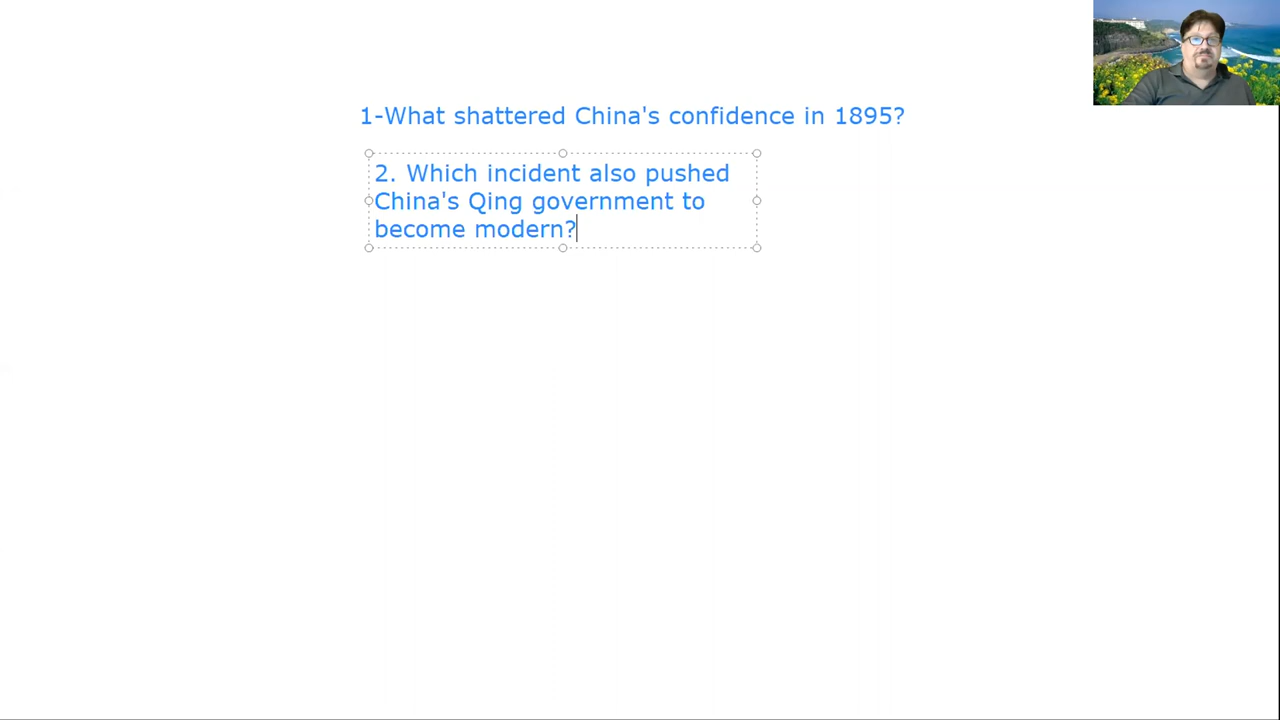 1-What shattered China's confidence in 1895?
2. Which incident also pushed
China's Qing government to
become modern?